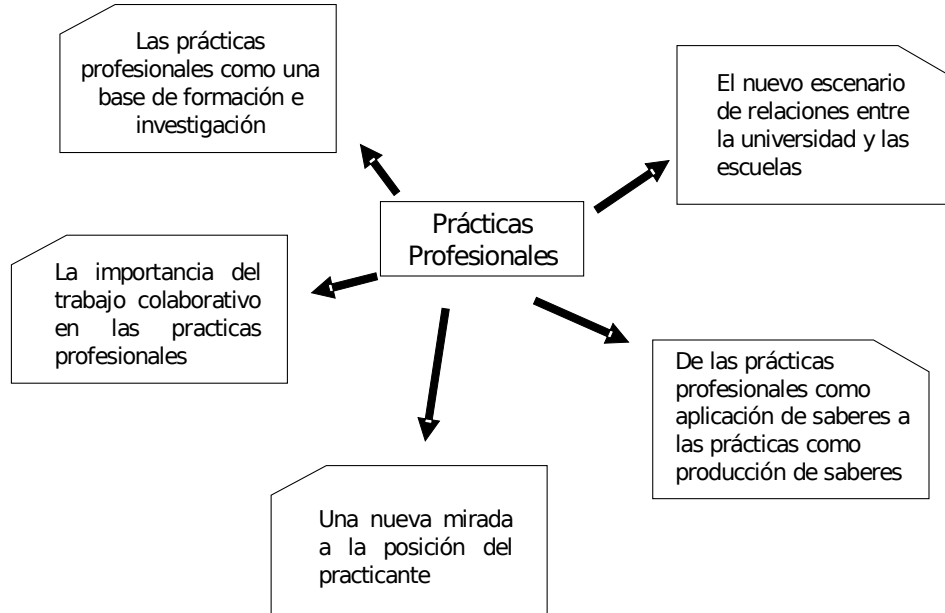 Las prácticas
profesionales como una
base de formación e
investigación
El nuevo escenario
de relaciones entre
la universidad y las
escuelas
Prácticas
Profesionales
La importancia del
trabajo colaborativo
en las practicas
profesionales
De las prácticas
profesionales como
aplicación de saberes a
las prácticas como
producción de saberes
Una nueva mirada
a la posición del
practicante